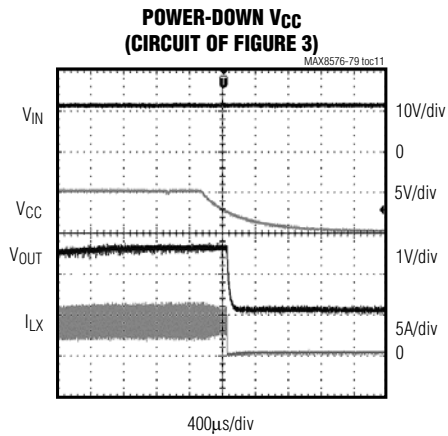 POWER-DOWN VCC
(CIRCUIT OF FIGURE 3)
MAX8576-79 toc11
VIN
10V/div
0
5V/div
VCC
VOUT
1V/div
ILX
5A/div
0
400µs/div